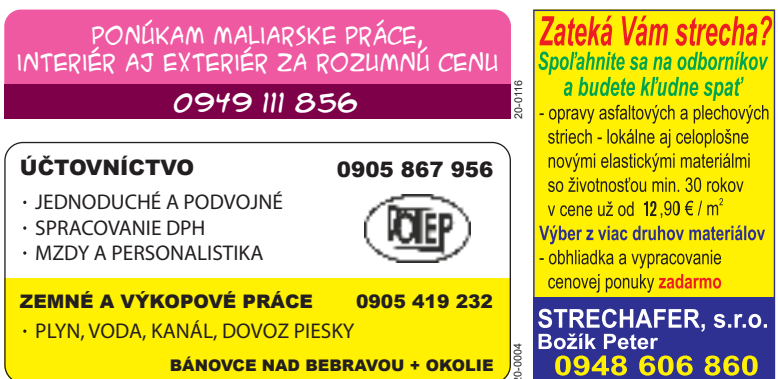 PONÚKAM MALIARSKE PRÁCE,
INTERIÉR AJ EXTERIÉR ZA ROZUMNÚ CENU
0949 111 856
20-0116
ÚČTOVNÍCTVO 0905 867 956
· JEDNODUCHÉ A PODVOJNÉ
· SPRACOVANIE DPH
· MZDY A PERSONALISTIKA
POTEP
ZEMNÉ A VÝKOPOVÉ PRÁCE 0905 419 232
· PLYN, VODA, KANÁL, DOVOZ PIESKY
BÁNOVCE NAD BEBRAVOU + OKOLIE
20-0004
Zateká Vám strecha?
Spoľahnite sa na odborníkov
a budete kľudne spať
- opravy asfaltových a plechových
striech - lokálne aj celoplošne
novými elastickými materiálmi
so životnosťou min. 30 rokov
v cene už od 12,90 € / m²
Výber z viac druhov materiálov
- obhliadka a vypracovanie
cenovej ponuky zadarmo
STRECHAFER, s.r.o.
Božík Peter
0948 606 860